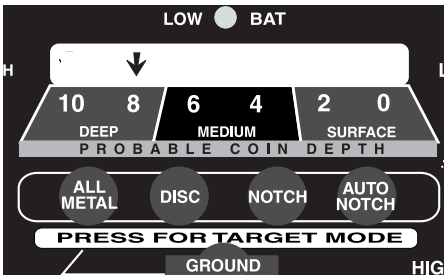 LOW BAT
H
L
10 8 6 4 2 0
DEEP MEDIUM SURFACE
PROBABLE COIN DEPTH
ALL METAL DISC NOTCH AUTO NOTCH
PRESS FOR TARGET MODE
GROUND
HIG